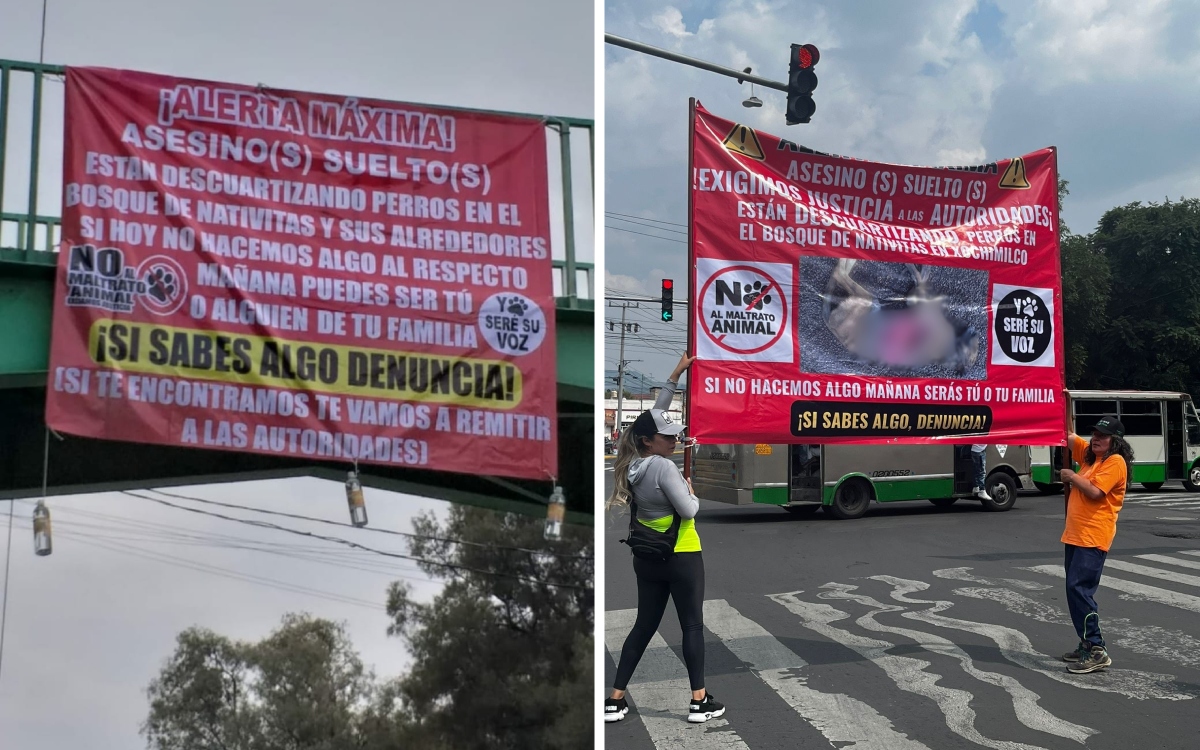 ¡ALERTA MÁXIMA!
ASESINO(S) SUELTO(S)
ESTÁN DESCUARTIZANDO PERROS EN EL
BOSQUE DE NATIVITAS Y SUS ALREDEDORES
SI HOY NO HACEMOS ALGO AL RESPECTO
MAÑANA PUEDES SER TÚ
O ALGUIEN DE TU FAMILIA
NO AL
MALTRATO
ANIMAL
Y🐾
SERÉ SU
VOZ
¡SI SABES ALGO DENUNCIA!
(SI TE ENCONTRAMOS TE VAMOS A REMITIR
A LAS AUTORIDADES)
ASESINO (S) SUELTO (S)
¡EXIGIMOS JUSTICIA A LAS AUTORIDADES¡
ESTÁN DESCUARTIZANDO PERROS EN
EL BOSQUE DE NATIVITAS EN XOCHIMILCO
NO
AL MALTRATO
ANIMAL
Y🐾
SERÉ SU
VOZ
SI NO HACEMOS ALGO MAÑANA SERÁS TÚ O TU FAMILIA
¡SI SABES ALGO, DENUNCIA!